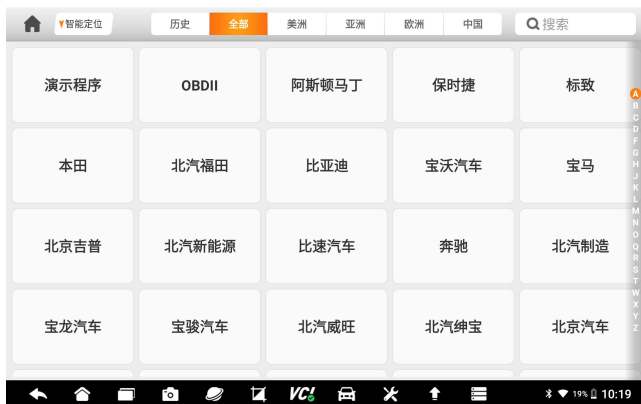 智能定位 历史 全部 美洲 亚洲 欧洲 中国 搜索
演示程序 OBDII 阿斯顿马丁 保时捷 标致
本田 北汽福田 比亚迪 宝沃汽车 宝马
北京吉普 北汽新能源 比速汽车 奔驰 北汽制造
宝龙汽车 宝骏汽车 北汽威旺 北汽绅宝 北京汽车
A
B
C
D
F
G
H
J
K
L
M
N
O
Q
R
S
T
W
X
Y
Z
VC! 19% 10:19